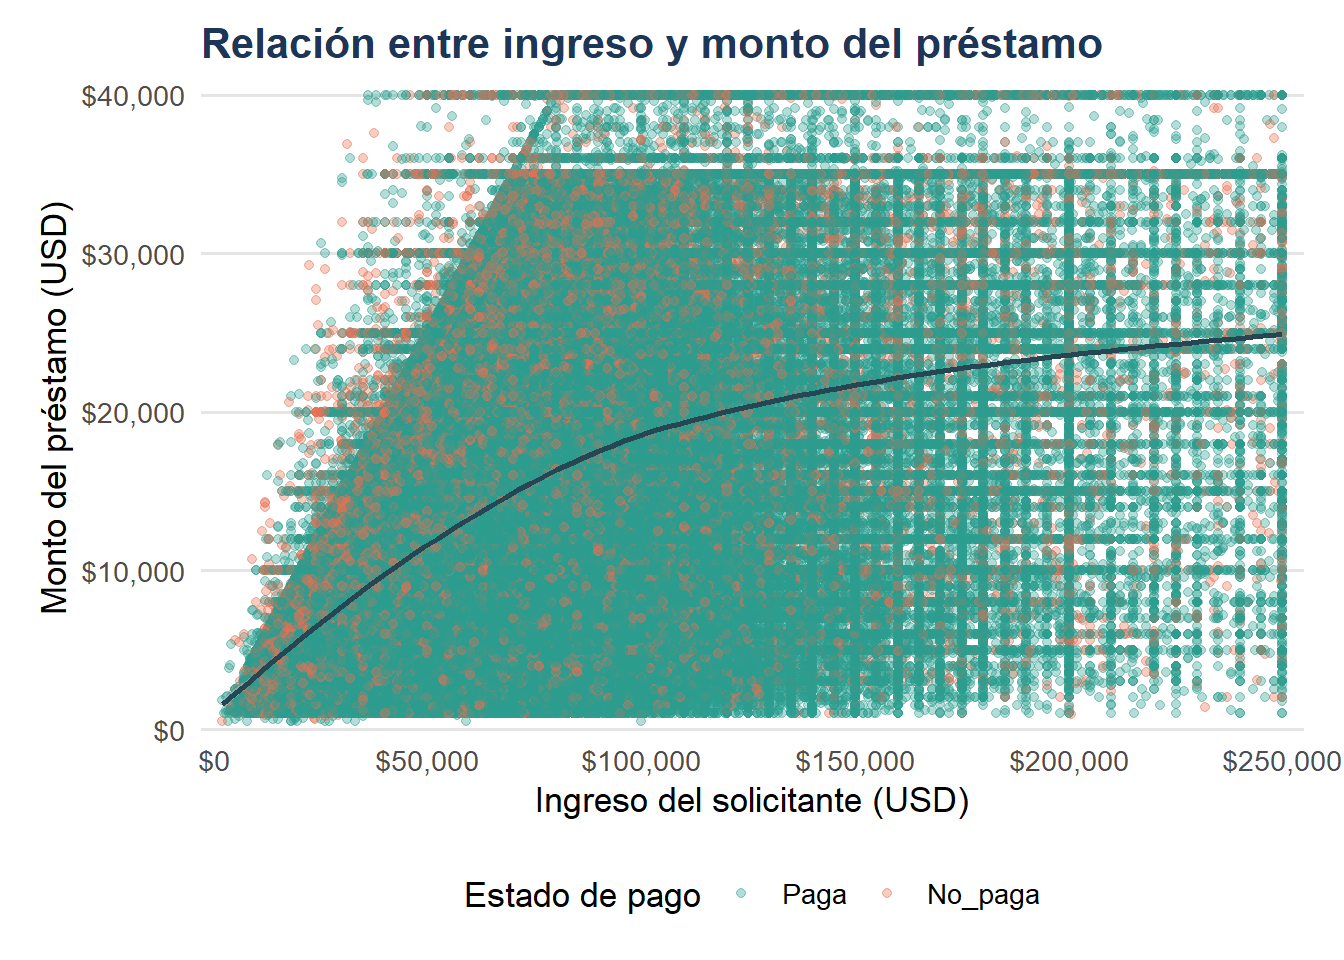 Relación entre ingreso y monto del préstamo
Monto del préstamo (USD)
$40,000
$30,000
$20,000
$10,000
$0
$0 $50,000 $100,000 $150,000 $200,000 $250,000
Ingreso del solicitante (USD)
Estado de pago Paga No_paga